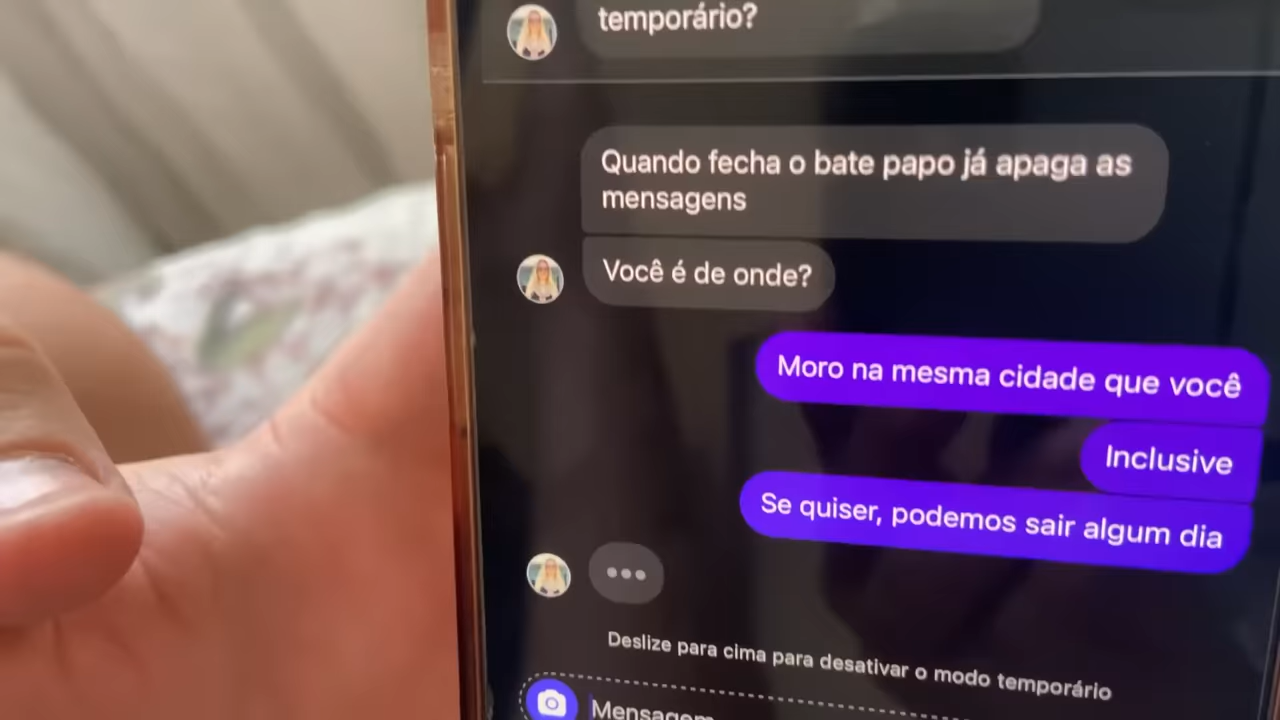 temporário?
Quando fecha o bate papo já apaga as
mensagens
Você é de onde?
Moro na mesma cidade que você
Inclusive
Se quiser, podemos sair algum dia
Deslize para cima para desativar o modo temporário
Mensagem